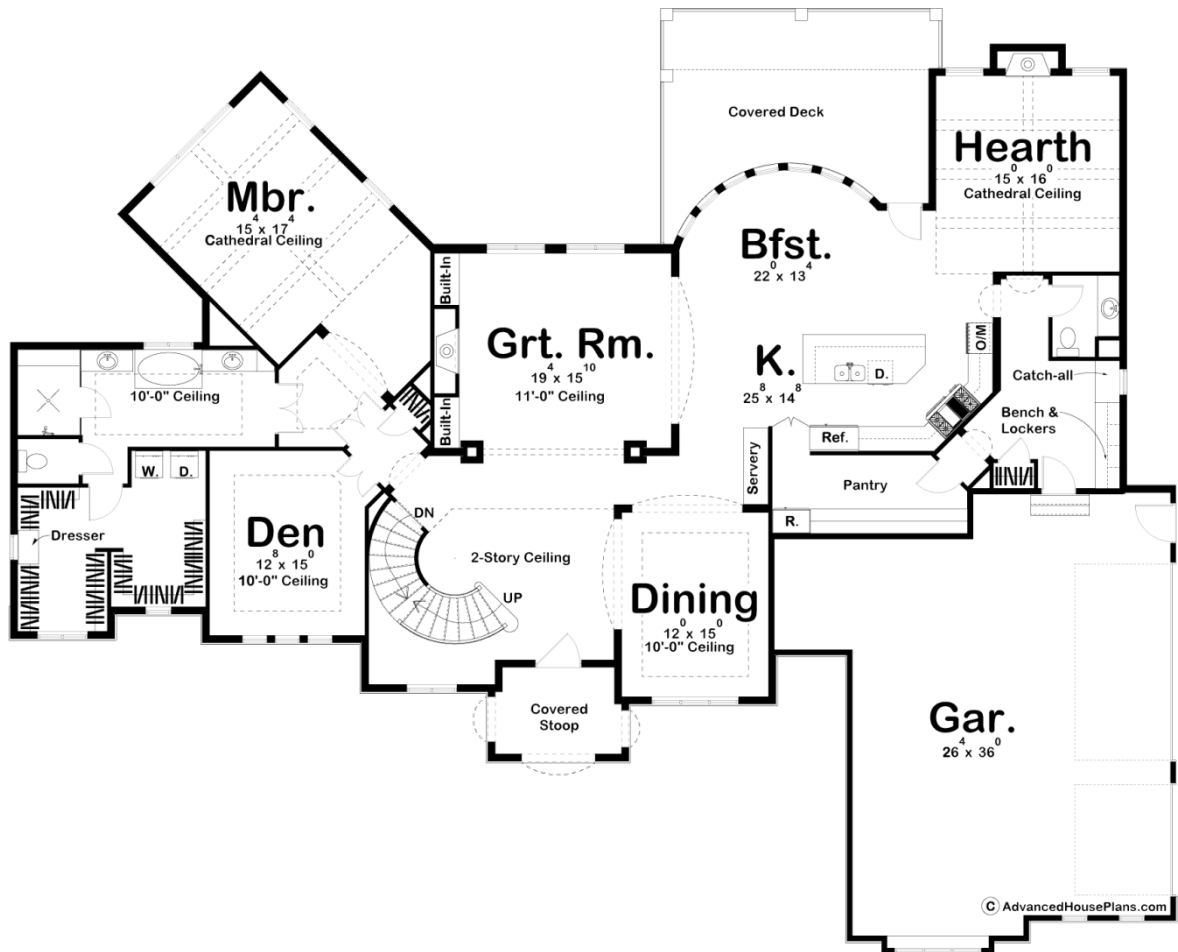 Covered Deck
Hearth
15⁰ x 16⁰
Cathedral Ceiling
Mbr.
15⁴ x 17⁴
Cathedral Ceiling
Bfst.
22⁰ x 13⁴
Built-In
Grt. Rm.
19⁴ x 15¹⁰
11'-0" Ceiling
Built-In
K.
25⁸ x 14⁸
D.
O/M
Ref.
Catch-all
Bench &
Lockers
10'-0" Ceiling
W.
D.
Dresser
Den
12⁸ x 15⁰
10'-0" Ceiling
DN
2-Story Ceiling
UP
Servery
Pantry
R.
Dining
12⁰ x 15⁰
10'-0" Ceiling
Covered
Stoop
Gar.
26⁴ x 36⁰
© AdvancedHousePlans.com